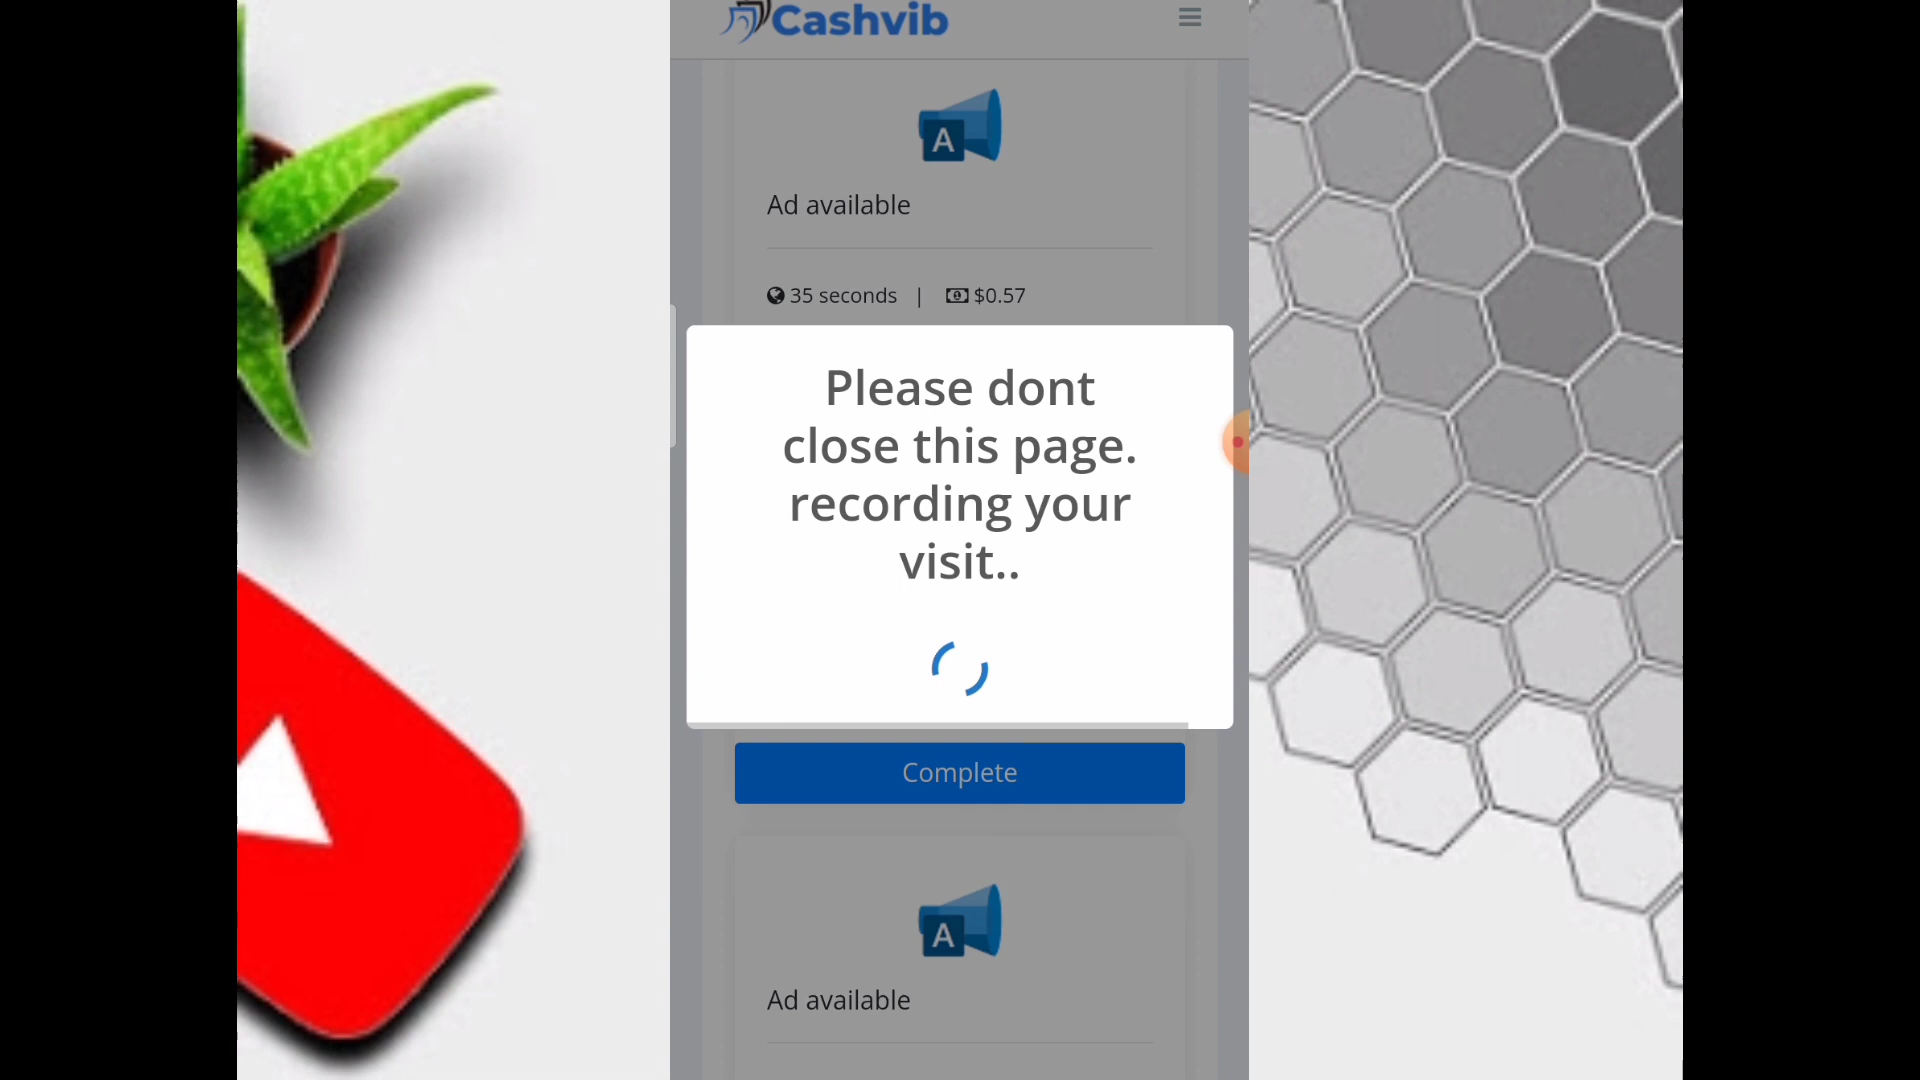 Cashvib
A
Ad available
35 seconds | $0.57
Please dont
close this page.
recording your
visit..
Complete
A
Ad available